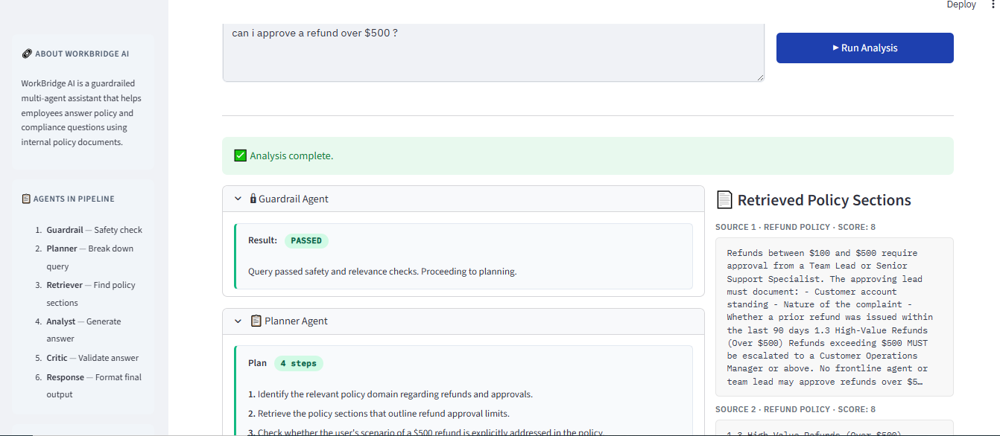 Deploy
ABOUT WORKBRIDGE AI
WorkBridge AI is a guardrailed
multi-agent assistant that helps
employees answer policy and
compliance questions using
internal policy documents.
AGENTS IN PIPELINE
1. Guardrail — Safety check
2. Planner — Break down
query
3. Retriever — Find policy
sections
4. Analyst — Generate
answer
5. Critic — Validate answer
6. Response — Format final
output
can i approve a refund over $500 ?
Run Analysis
Analysis complete.
Guardrail Agent
Result: PASSED
Query passed safety and relevance checks. Proceeding to planning.
Planner Agent
Plan 4 steps
1. Identify the relevant policy domain regarding refunds and approvals.
2. Retrieve the policy sections that outline refund approval limits.
3. Check whether the user's scenario of a $500 refund is explicitly addressed in the policy.
Retrieved Policy Sections
SOURCE 1 · REFUND POLICY · SCORE: 8
Refunds between $100 and $500 require
approval from a Team Lead or Senior
Support Specialist. The approving lead
must document: - Customer account
standing - Nature of the complaint -
Whether a prior refund was issued within
the last 90 days 1.3 High-Value Refunds
(Over $500) Refunds exceeding $500 MUST
be escalated to a Customer Operations
Manager or above. No frontline agent or
team lead may approve refunds over $5…
SOURCE 2 · REFUND POLICY · SCORE: 8
1.3 High-Value Refunds (Over $500)